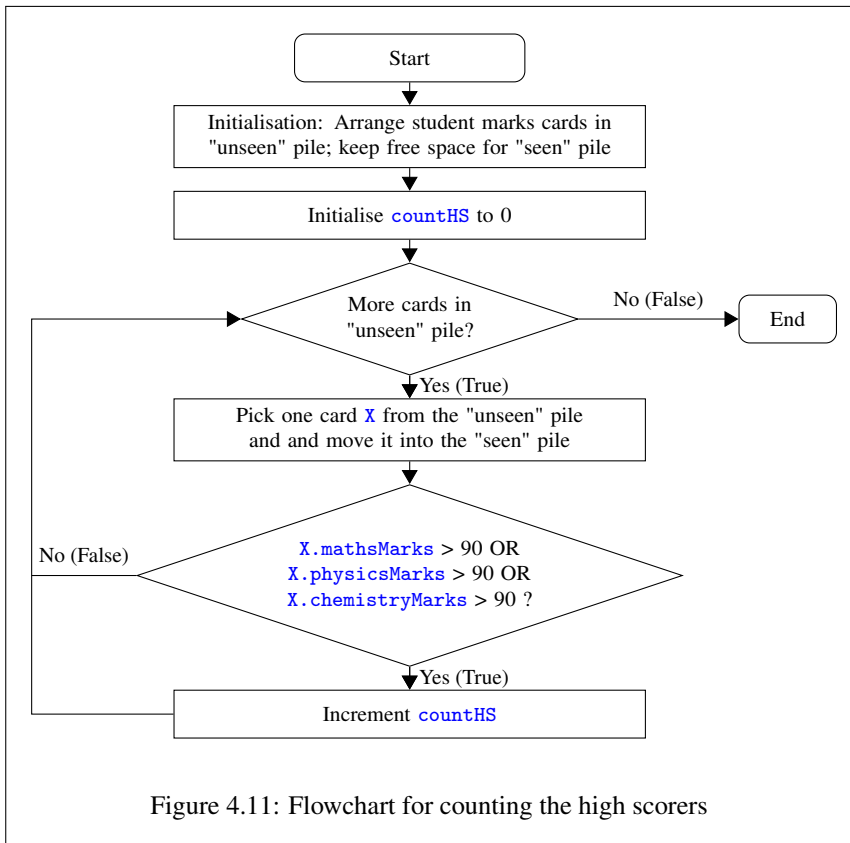 Start
Initialisation: Arrange student marks cards in
"unseen" pile; keep free space for "seen" pile
Initialise countHS to 0
More cards in
"unseen" pile?
No (False)
End
Yes (True)
Pick one card X from the "unseen" pile
and and move it into the "seen" pile
No (False)
X.mathsMarks > 90 OR
X.physicsMarks > 90 OR
X.chemistryMarks > 90 ?
Yes (True)
Increment countHS
Figure 4.11: Flowchart for counting the high scorers